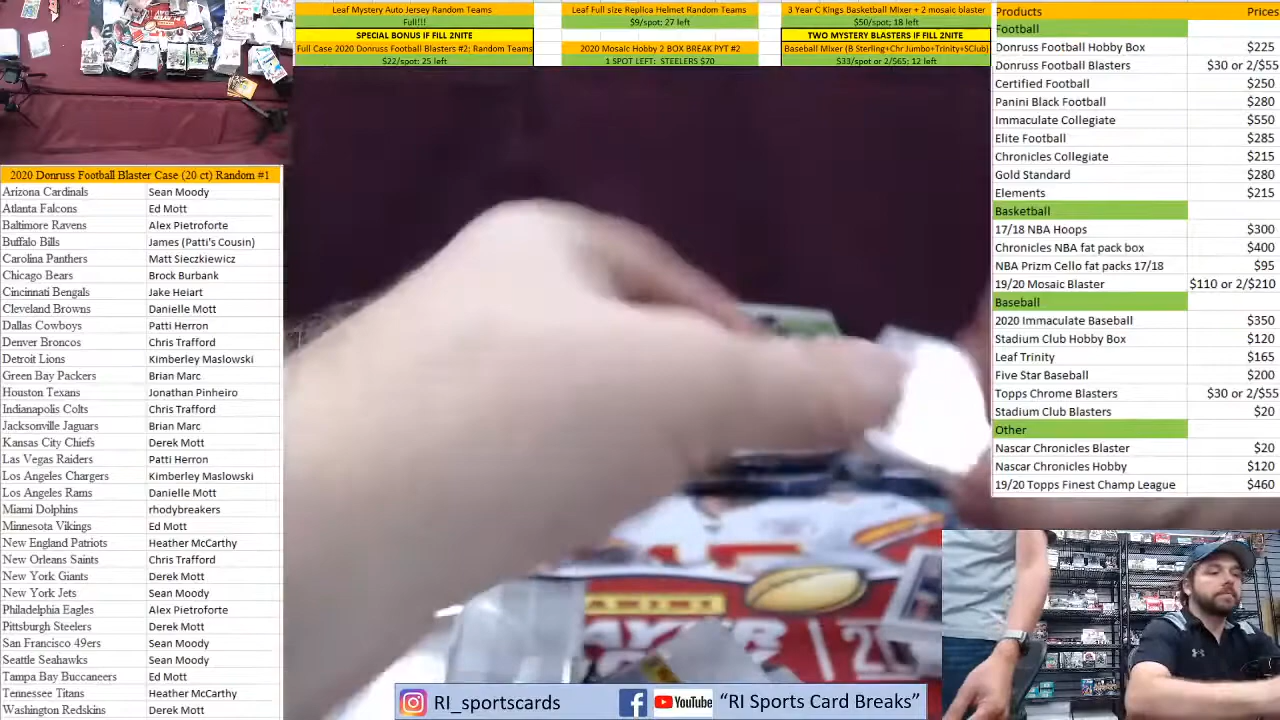 Leaf Mystery Auto Jersey Random Teams
Full!!!
SPECIAL BONUS IF FILL 2NITE
Full Case 2020 Donruss Football Blasters #2: Random Teams
$22/spot: 25 left
Leaf Full size Replica Helmet Random Teams
$9/spot; 27 left
2020 Mosaic Hobby 2 BOX BREAK PYT #2
1 SPOT LEFT: STEELERS $70
3 Year C Kings Basketball Mixer + 2 mosaic blaster
$50/spot; 18 left
TWO MYSTERY BLASTERS IF FILL 2NITE
Baseball Mixer (B Sterling+Chr Jumbo+Trinity+SClub)
$33/spot or 2/$65; 12 left
Products Prices
Football
Donruss Football Hobby Box $225
Donruss Football Blasters $30 or 2/$55
Certified Football $250
Panini Black Football $280
Immaculate Collegiate $550
Elite Football $285
Chronicles Collegiate $215
Gold Standard $280
Elements $215
Basketball
17/18 NBA Hoops $300
Chronicles NBA fat pack box $400
NBA Prizm Cello fat packs 17/18 $95
19/20 Mosaic Blaster $110 or 2/$210
Baseball
2020 Immaculate Baseball $350
Stadium Club Hobby Box $120
Leaf Trinity $165
Five Star Baseball $200
Topps Chrome Blasters $30 or 2/$55
Stadium Club Blasters $20
Other
Nascar Chronicles Blaster $20
Nascar Chronicles Hobby $120
19/20 Topps Finest Champ League $460
2020 Donruss Football Blaster Case (20 ct) Random #1
Arizona Cardinals Sean Moody
Atlanta Falcons Ed Mott
Baltimore Ravens Alex Pietroforte
Buffalo Bills James (Patti's Cousin)
Carolina Panthers Matt Sieczkiewicz
Chicago Bears Brock Burbank
Cincinnati Bengals Jake Heiart
Cleveland Browns Danielle Mott
Dallas Cowboys Patti Herron
Denver Broncos Chris Trafford
Detroit Lions Kimberley Maslowski
Green Bay Packers Brian Marc
Houston Texans Jonathan Pinheiro
Indianapolis Colts Chris Trafford
Jacksonville Jaguars Brian Marc
Kansas City Chiefs Derek Mott
Las Vegas Raiders Patti Herron
Los Angeles Chargers Kimberley Maslowski
Los Angeles Rams Danielle Mott
Miami Dolphins rhodybreakers
Minnesota Vikings Ed Mott
New England Patriots Heather McCarthy
New Orleans Saints Chris Trafford
New York Giants Derek Mott
New York Jets Sean Moody
Philadelphia Eagles Alex Pietroforte
Pittsburgh Steelers Derek Mott
San Francisco 49ers Sean Moody
Seattle Seahawks Sean Moody
Tampa Bay Buccaneers Ed Mott
Tennessee Titans Heather McCarthy
Washington Redskins Derek Mott
PANINI
RI_sportscards
YouTube
"RI Sports Card Breaks"